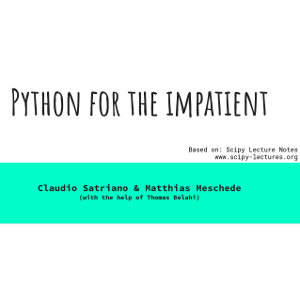 Python for the impatient
Based on: Scipy Lecture Notes
www.scipy-lectures.org
Claudio Satriano & Matthias Meschede
(with the help of Thomas Belahi)